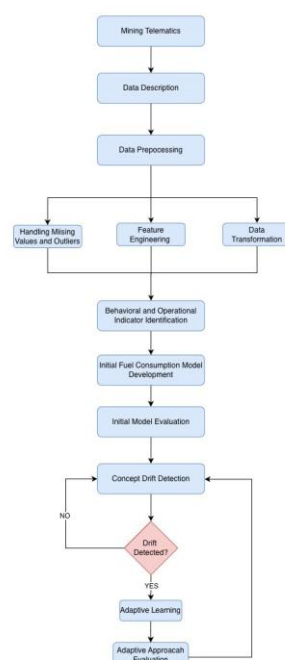 Mining Telematics
Data Description
Data Prepocessing
Handling Miising
Values and Outliers
Feature
Engineering
Data
Transformation
Behavioral and Operational
Indicator Identification
Initial Fuel Consumption Model
Development
Initial Model Evaluation
Concept Drift Detection
NO
Drift
Detected?
YES
Adaptive Learning
Adaptive Approacah
Evaluation